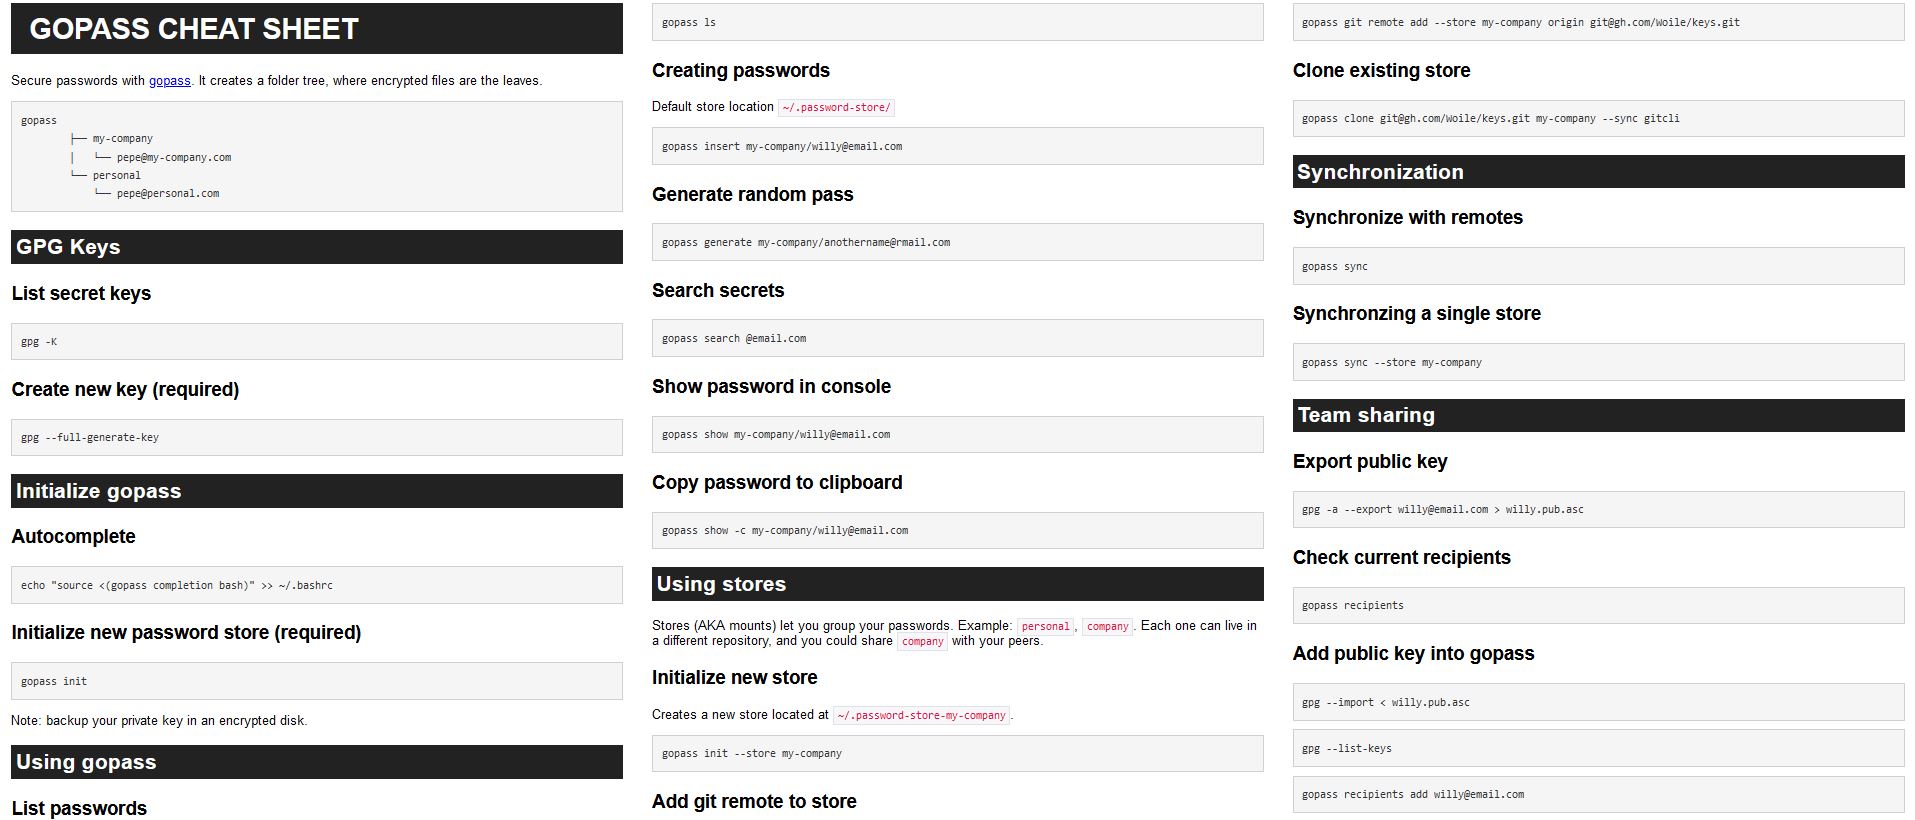 GOPASS CHEAT SHEET
Secure passwords with gopass. It creates a folder tree, where encrypted files are the leaves.
gopass
├── my-company
│   └── pepe@my-company.com
└── personal
    └── pepe@personal.com
GPG Keys
List secret keys
gpg -K
Create new key (required)
gpg --full-generate-key
Initialize gopass
Autocomplete
echo "source <(gopass completion bash)" >> ~/.bashrc
Initialize new password store (required)
gopass init
Note: backup your private key in an encrypted disk.
Using gopass
List passwords
gopass ls
Creating passwords
Default store location ~/.password-store/
gopass insert my-company/willy@email.com
Generate random pass
gopass generate my-company/anothername@rmail.com
Search secrets
gopass search @email.com
Show password in console
gopass show my-company/willy@email.com
Copy password to clipboard
gopass show -c my-company/willy@email.com
Using stores
Stores (AKA mounts) let you group your passwords. Example: personal, company. Each one can live in
a different repository, and you could share company with your peers.
Initialize new store
Creates a new store located at ~/.password-store-my-company.
gopass init --store my-company
Add git remote to store
gopass git remote add --store my-company origin git@gh.com/Woile/keys.git
Clone existing store
gopass clone git@gh.com/Woile/keys.git my-company --sync gitcli
Synchronization
Synchronize with remotes
gopass sync
Synchronzing a single store
gopass sync --store my-company
Team sharing
Export public key
gpg -a --export willy@email.com > willy.pub.asc
Check current recipients
gopass recipients
Add public key into gopass
gpg --import < willy.pub.asc
gpg --list-keys
gopass recipients add willy@email.com